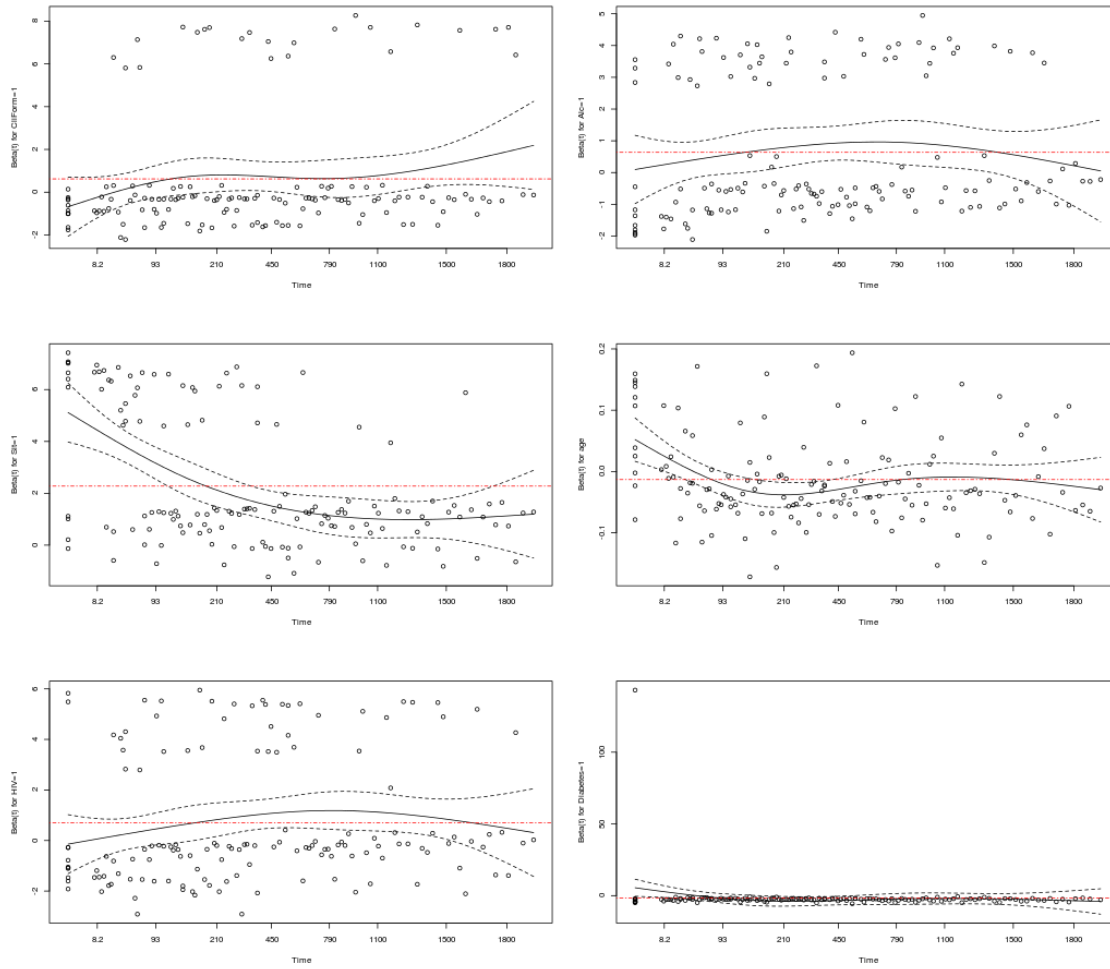 Beta(t) for CliForm=1
8
6
4
2
0
-2
8.2 93 210 450 790 1100 1500 1800
Time
Beta(t) for Alc=1
5
4
3
2
1
0
-1
-2
8.2 93 210 450 790 1100 1500 1800
Time
Beta(t) for Sit=1
6
4
2
0
8.2 93 210 450 790 1100 1500 1800
Time
Beta(t) for age
0.2
0.1
0.0
-0.1
8.2 93 210 450 790 1100 1500 1800
Time
Beta(t) for HIV=1
6
4
2
0
-2
8.2 93 210 450 790 1100 1500 1800
Time
Beta(t) for Diabetes=1
100
50
0
8.2 93 210 450 790 1100 1500 1800
Time